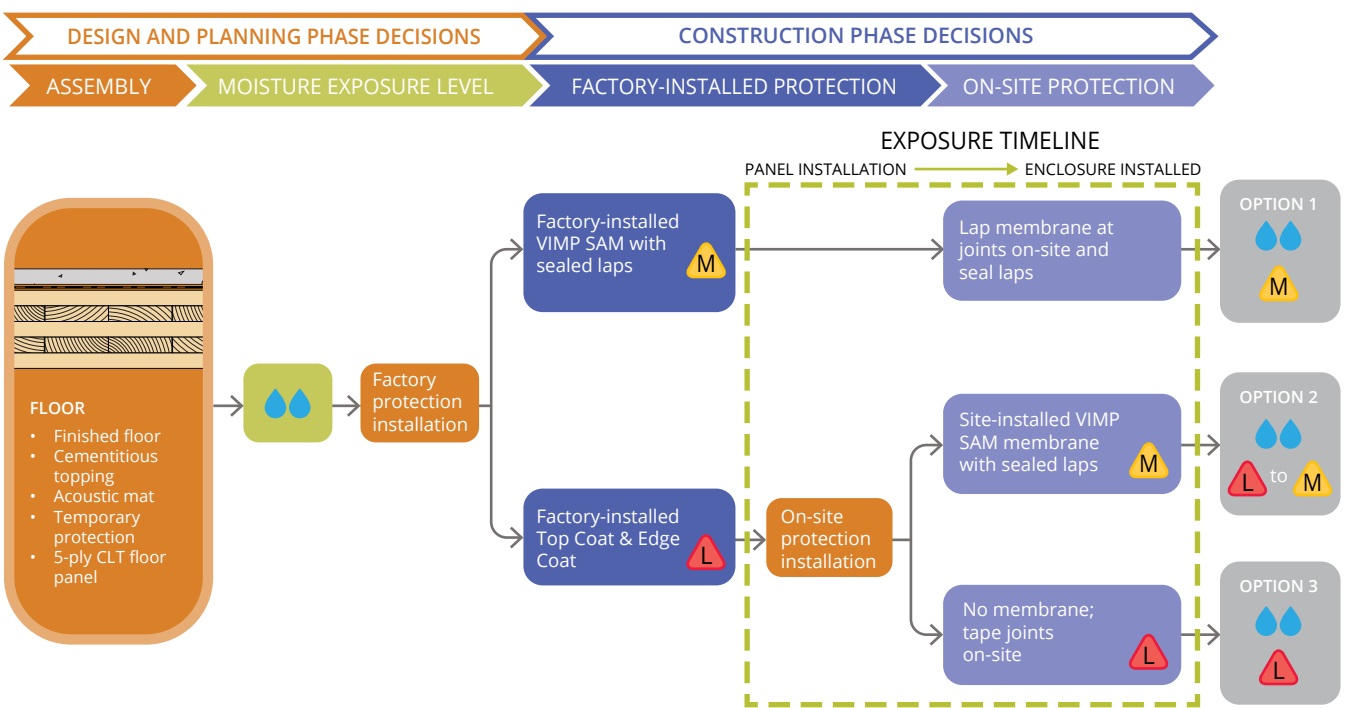 DESIGN AND PLANNING PHASE DECISIONS
CONSTRUCTION PHASE DECISIONS
ASSEMBLY
MOISTURE EXPOSURE LEVEL
FACTORY-INSTALLED PROTECTION
ON-SITE PROTECTION
EXPOSURE TIMELINE
PANEL INSTALLATION
ENCLOSURE INSTALLED
FLOOR
• Finished floor
• Cementitious
topping
• Acoustic mat
• Temporary
protection
• 5-ply CLT floor
panel
Factory
protection
installation
Factory-installed
VIMP SAM with
sealed laps
M
Lap membrane at
joints on-site and
seal laps
OPTION 1
M
Factory-installed
Top Coat & Edge
Coat
L
On-site
protection
installation
Site-installed VIMP
SAM membrane
with sealed laps
M
OPTION 2
L to M
No membrane;
tape joints
on-site
L
OPTION 3
L